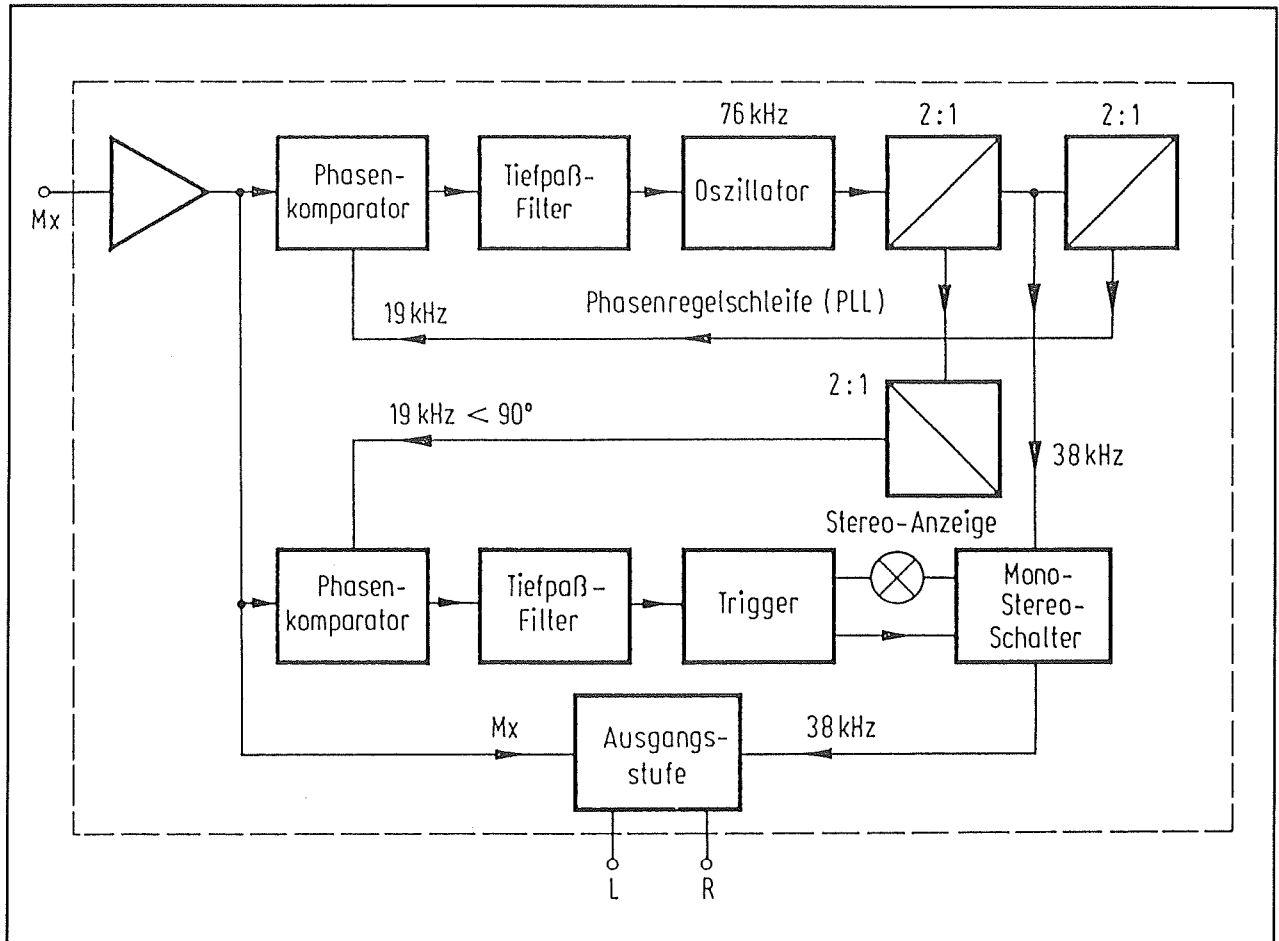 76 kHz
2 : 1
2 : 1
Mx
Phasen-
komparator
Tiefpaß-
Filter
Oszillator
19 kHz
Phasenregelschleife (PLL)
2 : 1
19 kHz < 90°
38 kHz
Stereo-Anzeige
Phasen-
komparator
Tiefpaß-
Filter
Trigger
Mono-
Stereo-
Schalter
Mx
Ausgangs-
stufe
38 kHz
L
R